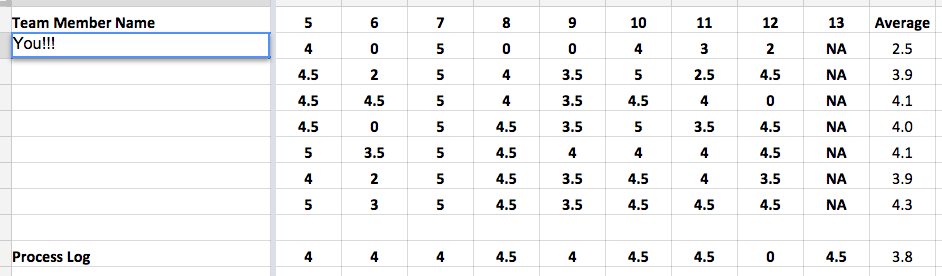 Team Member Name 5 6 7 8 9 10 11 12 13 Average
You!!! 4 0 5 0 0 4 3 2 NA 2.5
4.5 2 5 4 3.5 5 2.5 4.5 NA 3.9
4.5 4.5 5 4 3.5 4.5 4 0 NA 4.1
4.5 0 5 4.5 3.5 5 3.5 4.5 NA 4.0
5 3.5 5 4.5 4 4 4 4.5 NA 4.1
4 2 5 4.5 3.5 4.5 4 3.5 NA 3.9
5 3 5 4.5 3.5 4.5 4.5 4.5 NA 4.3
Process Log 4 4 4 4.5 4 4.5 4.5 0 4.5 3.8